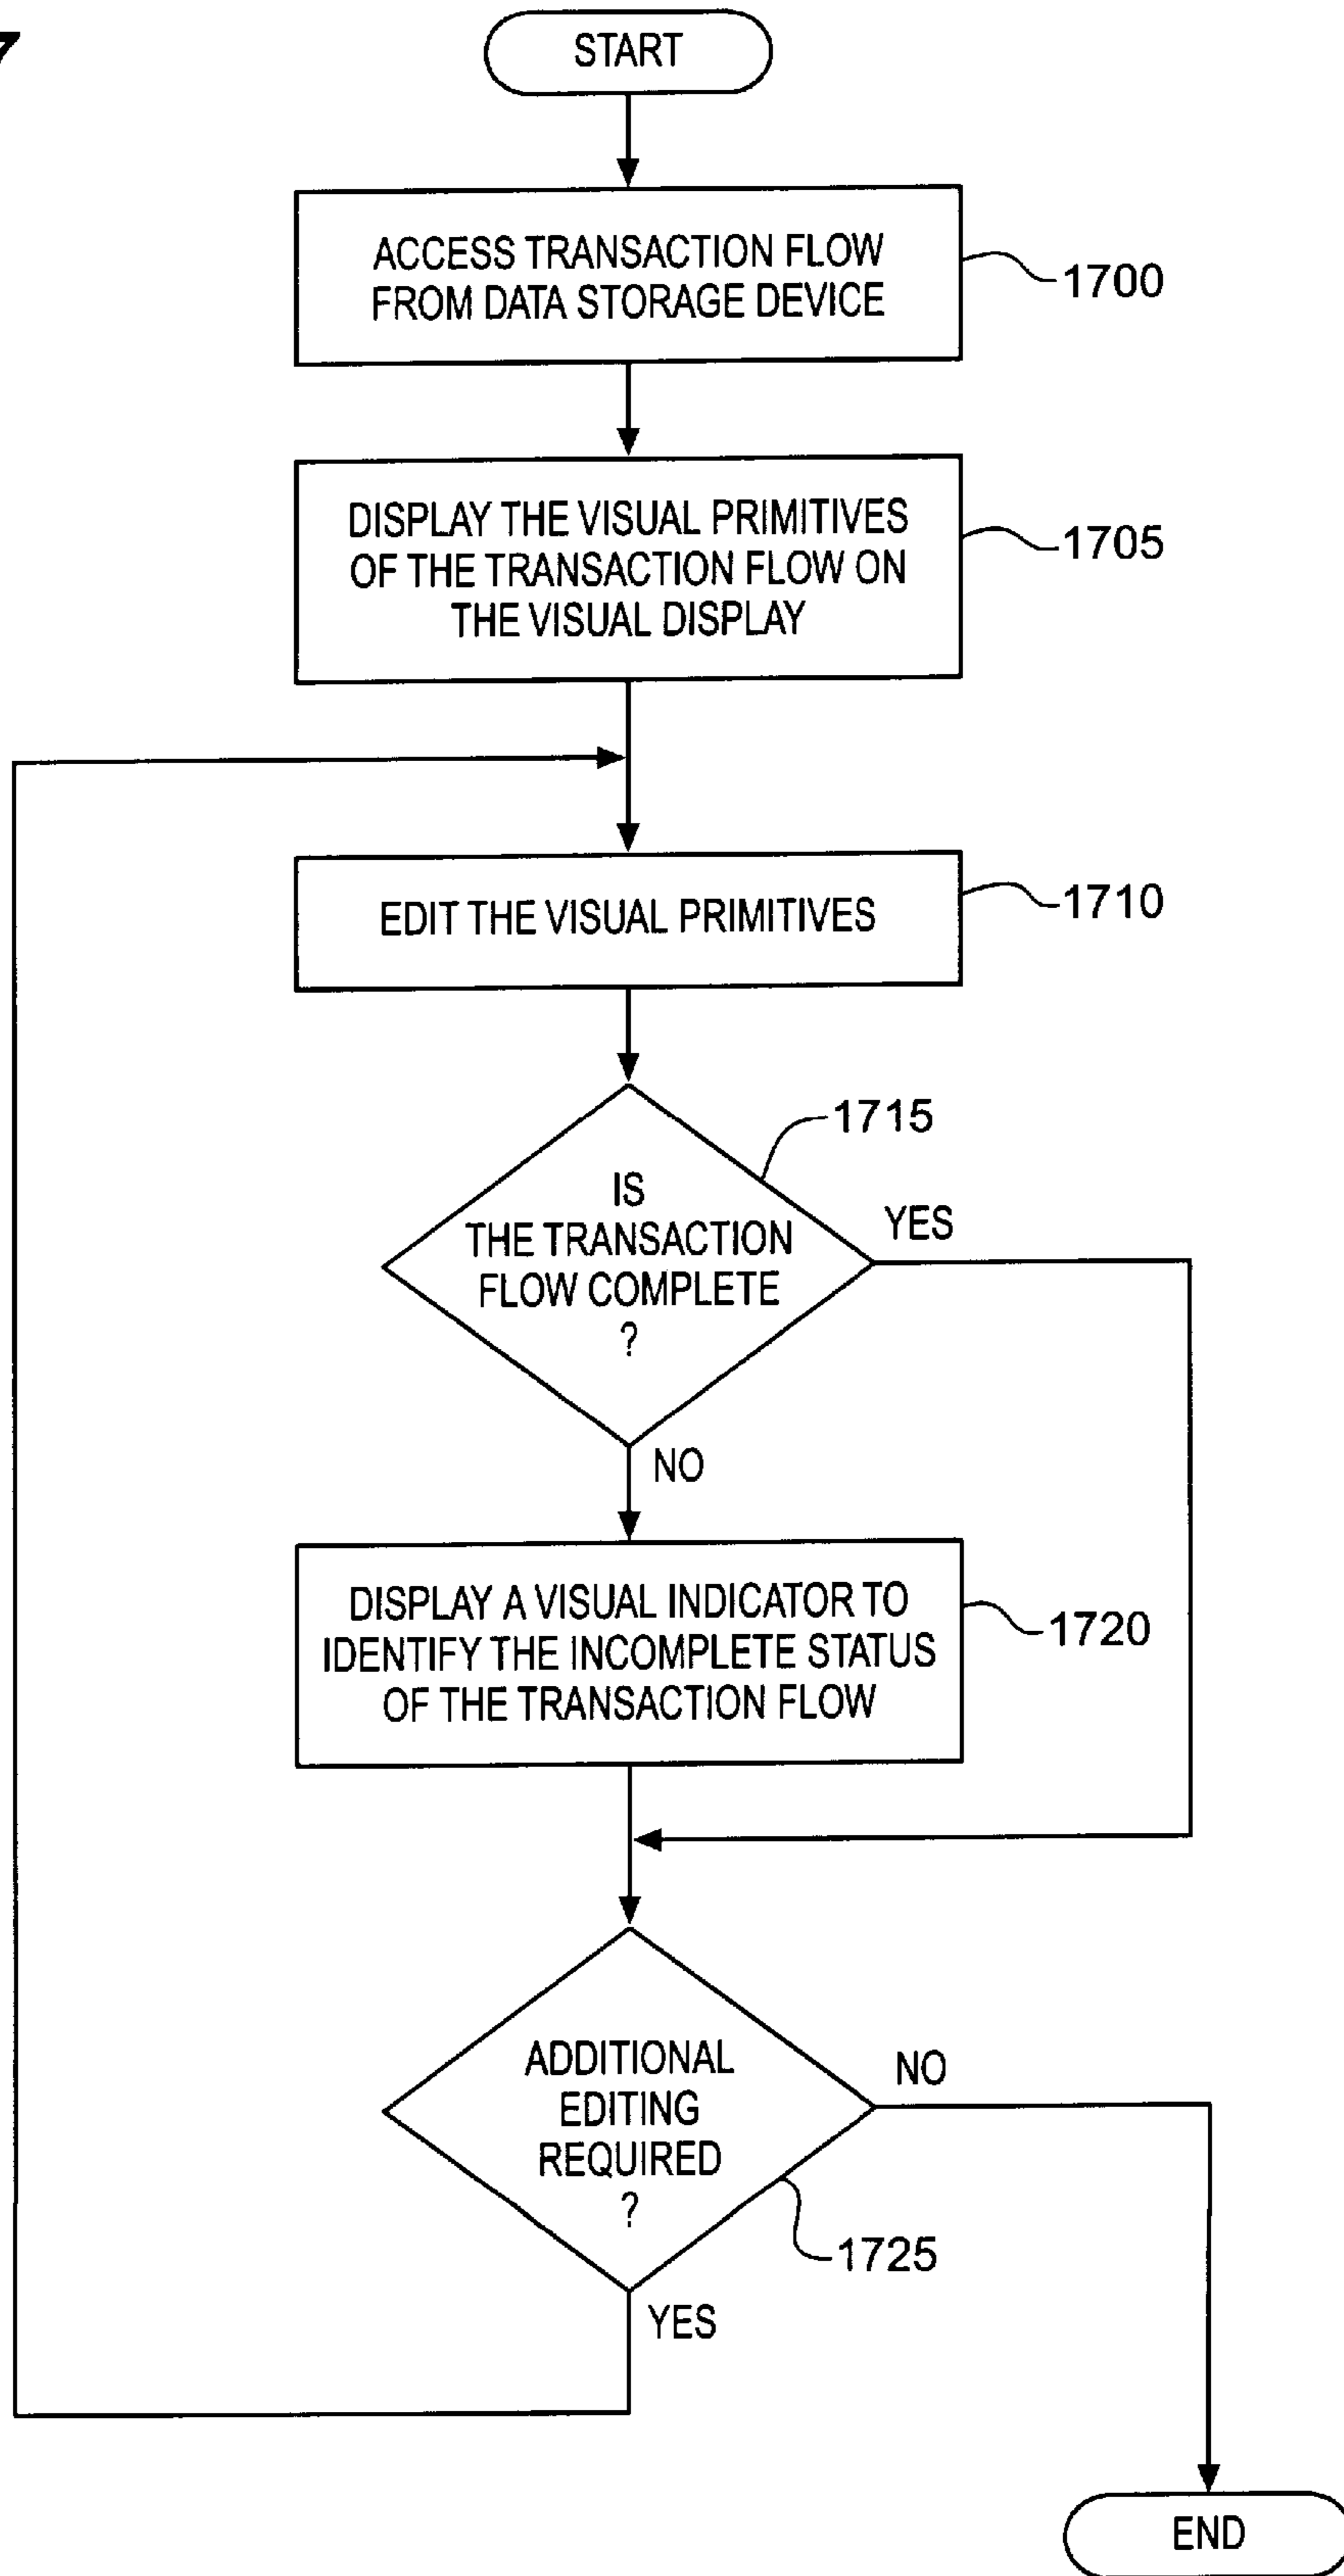 7
START
ACCESS TRANSACTION FLOW
FROM DATA STORAGE DEVICE
1700
DISPLAY THE VISUAL PRIMITIVES
OF THE TRANSACTION FLOW ON
THE VISUAL DISPLAY
1705
EDIT THE VISUAL PRIMITIVES
1710
1715
IS
THE TRANSACTION
FLOW COMPLETE
?
YES
NO
DISPLAY A VISUAL INDICATOR TO
IDENTIFY THE INCOMPLETE STATUS
OF THE TRANSACTION FLOW
1720
ADDITIONAL
EDITING
REQUIRED
?
NO
1725
YES
END